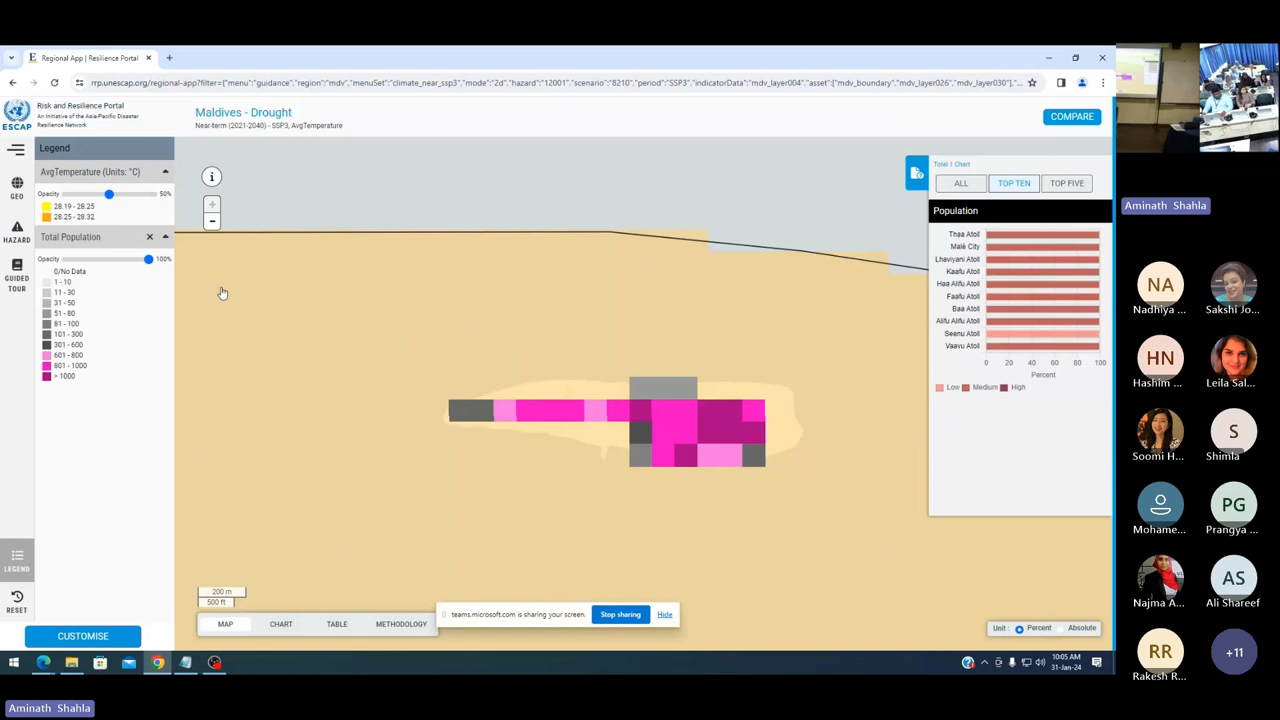 Regional App | Resilience Portal
rrp.unescap.org/regional-app?filter={"menu":"guidance","region":"mdv","menuSet":"climate_near_ssp3","mode":"2d","hazard":"12001","scenario":"8210","period":"SSP3","indicatorData":"mdv_layer004","asset":["mdv_boundary","mdv_layer026","mdv_layer030"],"...
ESCAP
Risk and Resilience Portal
An Initiative of the Asia-Pacific Disaster
Resilience Network
Maldives - Drought
Near-term (2021-2040) - SSP3, AvgTemperature
COMPARE
GEO
HAZARD
GUIDED
TOUR
LEGEND
RESET
Legend
AvgTemperature (Units: °C)
Opacity 50%
28.19 - 28.25
28.25 - 28.32
Total Population
Opacity 100%
0/No Data
1 - 10
11 - 30
31 - 50
51 - 80
81 - 100
101 - 300
301 - 600
601 - 800
801 - 1000
> 1000
CUSTOMISE
200 m
500 ft
MAP CHART TABLE METHODOLOGY
teams.microsoft.com is sharing your screen. Stop sharing Hide
Total 1 Chart
ALL TOP TEN TOP FIVE
Population
Thaa Atoll
Malé City
Lhaviyani Atoll
Kaafu Atoll
Haa Alifu Atoll
Faafu Atoll
Baa Atoll
Alifu Alifu Atoll
Seenu Atoll
Vaavu Atoll
0 20 40 60 80 100
Percent
Low Medium High
Unit : Percent Absolute
10:05 AM
31-Jan-24
Aminath Shahla
NA
Nadhiya ...
Sakshi Jo...
HN
Hashim ...
Leila Sal...
Soomi H...
S
Shimla
Mohame...
PG
Prangya ...
Najma A...
AS
Ali Shareef
RR
Rakesh R...
+11
Aminath Shahla